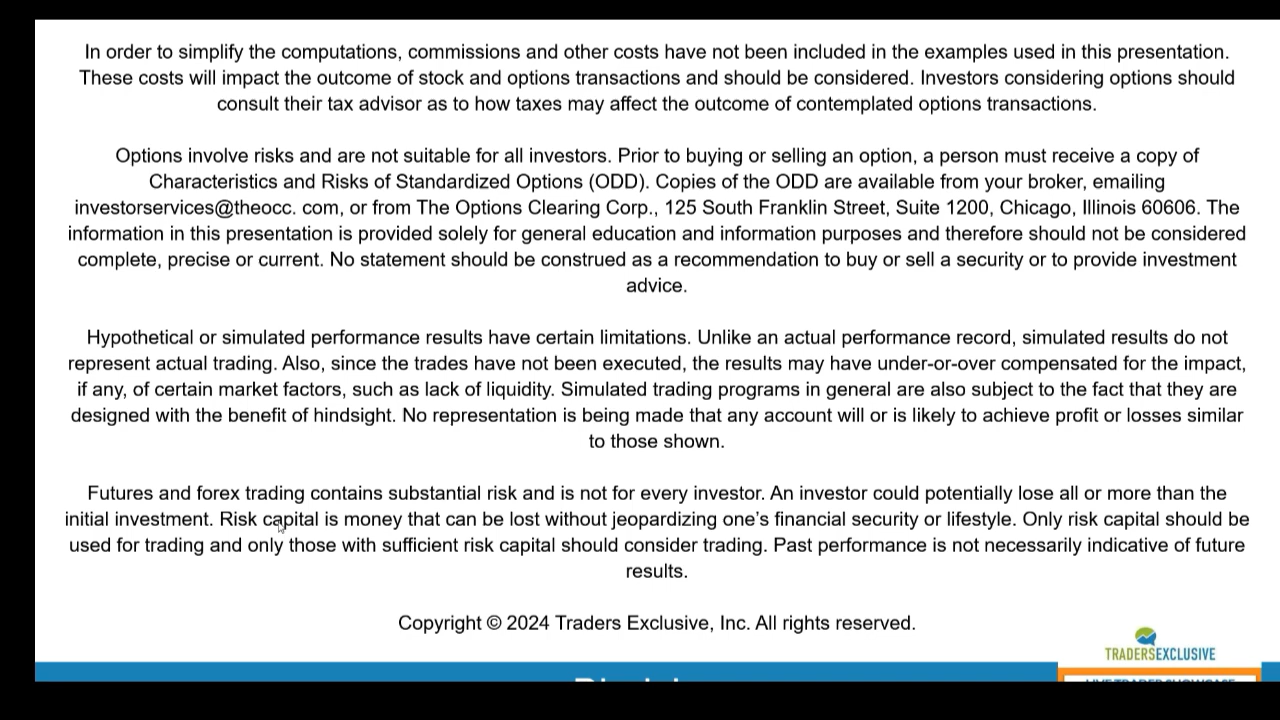 In order to simplify the computations, commissions and other costs have not been included in the examples used in this presentation.
These costs will impact the outcome of stock and options transactions and should be considered. Investors considering options should
consult their tax advisor as to how taxes may affect the outcome of contemplated options transactions.
Options involve risks and are not suitable for all investors. Prior to buying or selling an option, a person must receive a copy of
Characteristics and Risks of Standardized Options (ODD). Copies of the ODD are available from your broker, emailing
investorservices@theocc. com, or from The Options Clearing Corp., 125 South Franklin Street, Suite 1200, Chicago, Illinois 60606. The
information in this presentation is provided solely for general education and information purposes and therefore should not be considered
complete, precise or current. No statement should be construed as a recommendation to buy or sell a security or to provide investment
advice.
Hypothetical or simulated performance results have certain limitations. Unlike an actual performance record, simulated results do not
represent actual trading. Also, since the trades have not been executed, the results may have under-or-over compensated for the impact,
if any, of certain market factors, such as lack of liquidity. Simulated trading programs in general are also subject to the fact that they are
designed with the benefit of hindsight. No representation is being made that any account will or is likely to achieve profit or losses similar
to those shown.
Futures and forex trading contains substantial risk and is not for every investor. An investor could potentially lose all or more than the
initial investment. Risk capital is money that can be lost without jeopardizing one’s financial security or lifestyle. Only risk capital should be
used for trading and only those with sufficient risk capital should consider trading. Past performance is not necessarily indicative of future
results.
Copyright © 2024 Traders Exclusive, Inc. All rights reserved.
TRADERSEXCLUSIVE